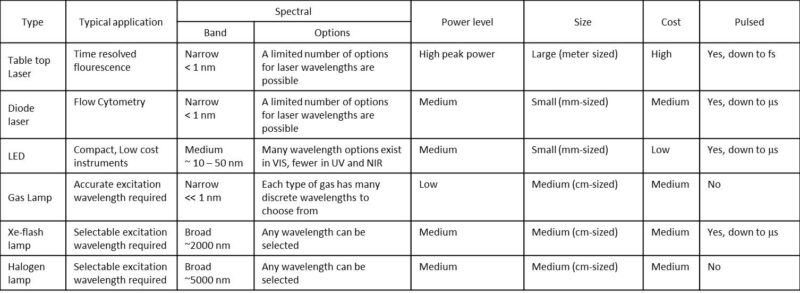 Type
Typical application
Spectral
Band
Options
Power level
Size
Cost
Pulsed
Table top
Laser
Time resolved
flourescence
Narrow
< 1 nm
A limited number of options
for laser wavelengths are
possible
High peak power
Large (meter sized)
High
Yes, down to fs
Diode
laser
Flow Cytometry
Narrow
< 1 nm
A limited number of options
for laser wavelengths are
possible
Medium
Small (mm-sized)
Medium
Yes, down to μs
LED
Compact, Low cost
instruments
Medium
~ 10 – 50 nm
Many wavelength options exist
in VIS, fewer in UV and NIR
Medium
Small (mm-sized)
Low
Yes, down to μs
Gas Lamp
Accurate excitation
wavelength required
Narrow
<< 1 nm
Each type of gas has many
discrete wavelengths to
choose from
Low
Medium (cm-sized)
Medium
No
Xe-flash
lamp
Selectable excitation
wavelength required
Broad
~2000 nm
Any wavelength can be
selected
Medium
Medium (cm-sized)
Medium
Yes, down to μs
Halogen
lamp
Selectable excitation
wavelength required
Broad
~5000 nm
Any wavelength can be
selected
Medium
Medium (cm-sized)
Medium
No